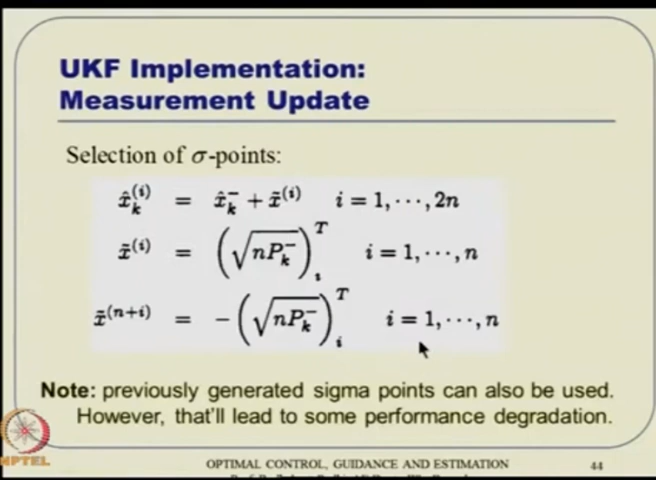 UKF Implementation:
Measurement Update
Selection of σ-points:
x̂_k^{(i)} = x̂_k^- + x̃^{(i)} i = 1, ···, 2n
x̃^{(i)} = (√(nP_k^-))_i^T i = 1, ···, n
x̃^{(n+i)} = -(√(nP_k^-))_i^T i = 1, ···, n
Note: previously generated sigma points can also be used.
However, that'll lead to some performance degradation.
NPTEL
OPTIMAL CONTROL, GUIDANCE AND ESTIMATION 44